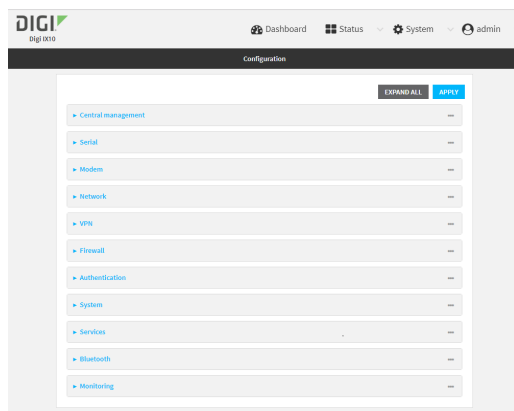 DIGI
Digi IX10
Dashboard
Status
System
admin
Configuration
EXPAND ALL
APPLY
Central management
Serial
Modem
Network
VPN
Firewall
Authentication
System
Services
Bluetooth
Monitoring